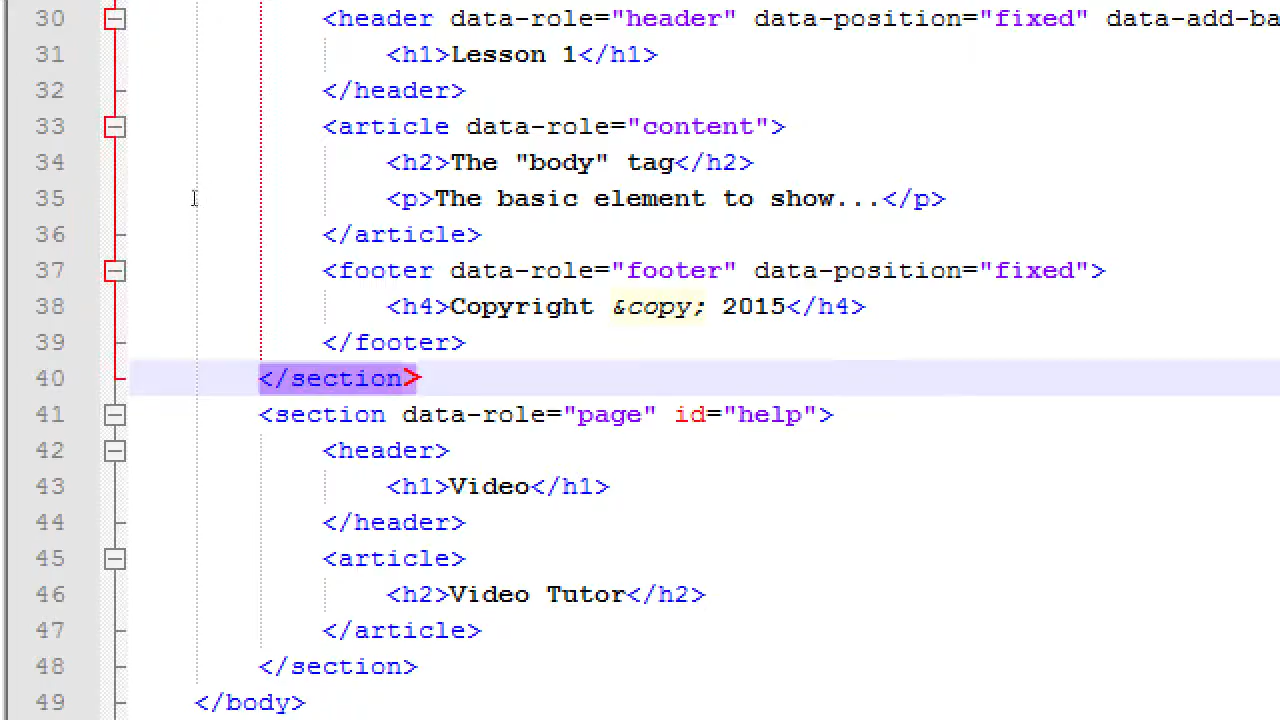 30 <header data-role="header" data-position="fixed" data-add-ba
31 <h1>Lesson 1</h1>
32 </header>
33 <article data-role="content">
34 <h2>The "body" tag</h2>
35 <p>The basic element to show...</p>
36 </article>
37 <footer data-role="footer" data-position="fixed">
38 <h4>Copyright &copy; 2015</h4>
39 </footer>
40 </section>
41 <section data-role="page" id="help">
42 <header>
43 <h1>Video</h1>
44 </header>
45 <article>
46 <h2>Video Tutor</h2>
47 </article>
48 </section>
49 </body>